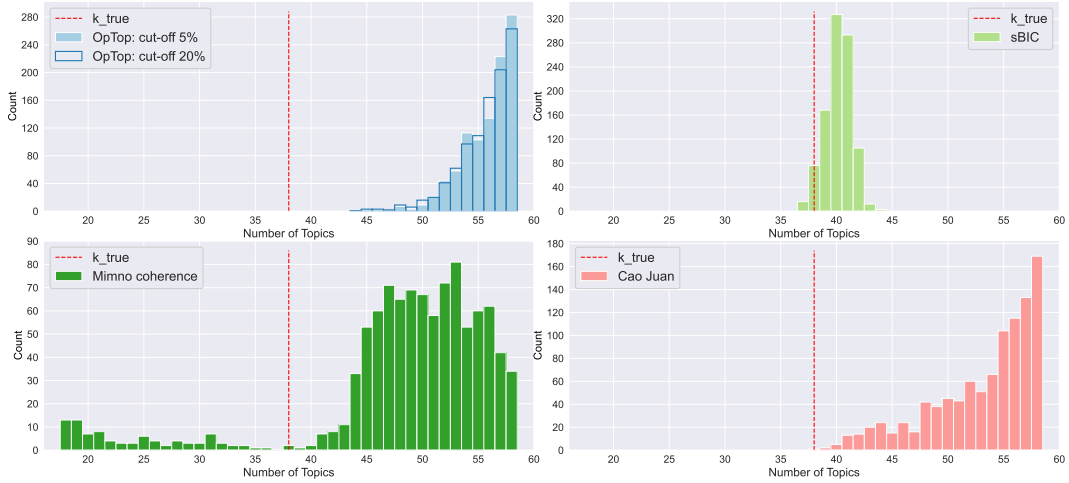 k_true
OpTop: cut-off 5%
OpTop: cut-off 20%
Count
280
240
200
160
120
80
40
0
20 25 30 35 40 45 50 55 60
Number of Topics
k_true
sBIC
Count
320
280
240
200
160
120
80
40
0
20 25 30 35 40 45 50 55 60
Number of Topics
k_true
Mimno coherence
Count
90
80
70
60
50
40
30
20
10
0
20 25 30 35 40 45 50 55 60
Number of Topics
k_true
Cao Juan
Count
180
160
140
120
100
80
60
40
20
0
20 25 30 35 40 45 50 55 60
Number of Topics